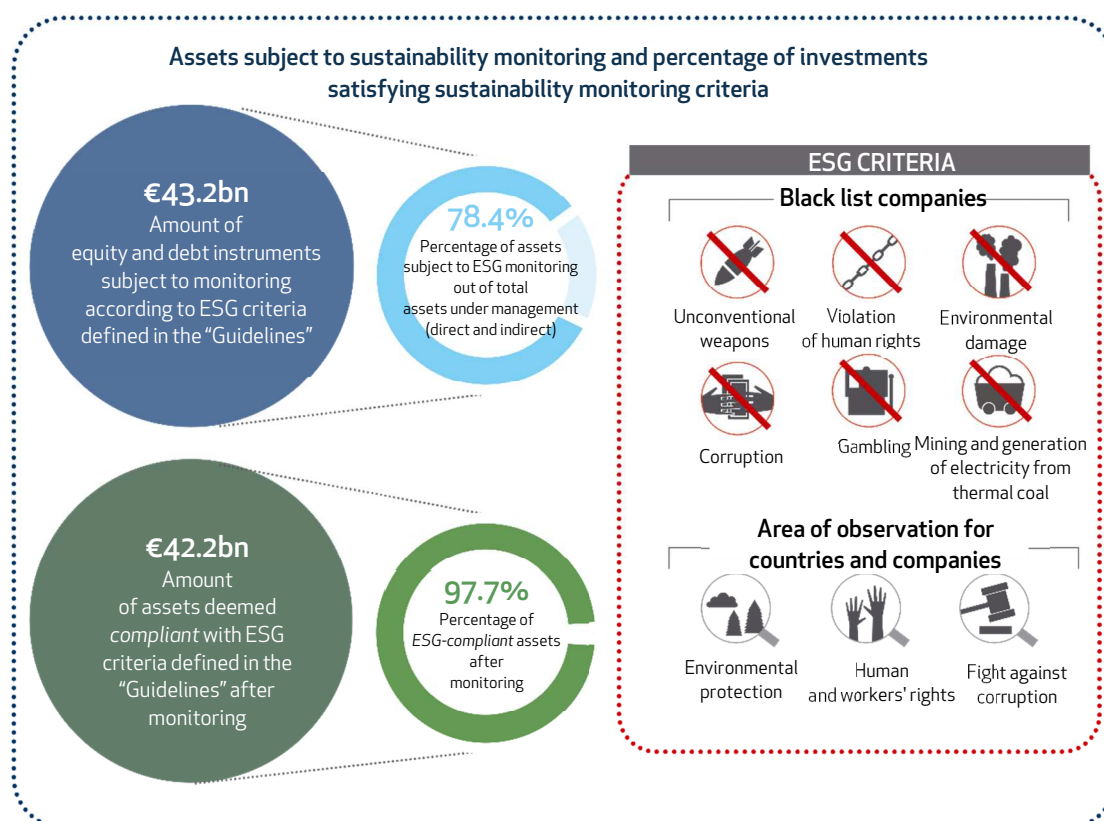 Assets subject to sustainability monitoring and percentage of investments
satisfying sustainability monitoring criteria
€43.2bn
Amount of
equity and debt instruments
subject to monitoring
according to ESG criteria
defined in the “Guidelines”
78.4%
Percentage of assets
subject to ESG monitoring
out of total
assets under management
(direct and indirect)
€42.2bn
Amount
of assets deemed
compliant with ESG
criteria defined in the
“Guidelines” after
monitoring
97.7%
Percentage of
ESG-compliant assets
after
monitoring
ESG CRITERIA
Black list companies
Unconventional
weapons
Violation
of human rights
Environmental
damage
Corruption
Gambling
Mining and generation
of electricity from
thermal coal
Area of observation for
countries and companies
Environmental
protection
Human
and workers' rights
Fight against
corruption